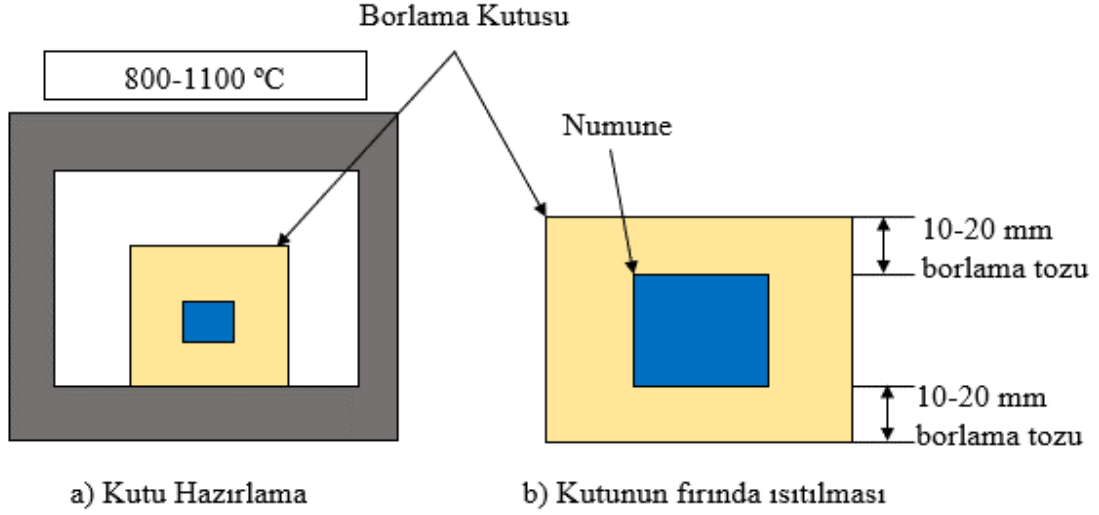 Borlama Kutusu
800-1100 ºC
Numune
10-20 mm
borlama tozu
10-20 mm
borlama tozu
a) Kutu Hazırlama
b) Kutunun fırında ısıtılması